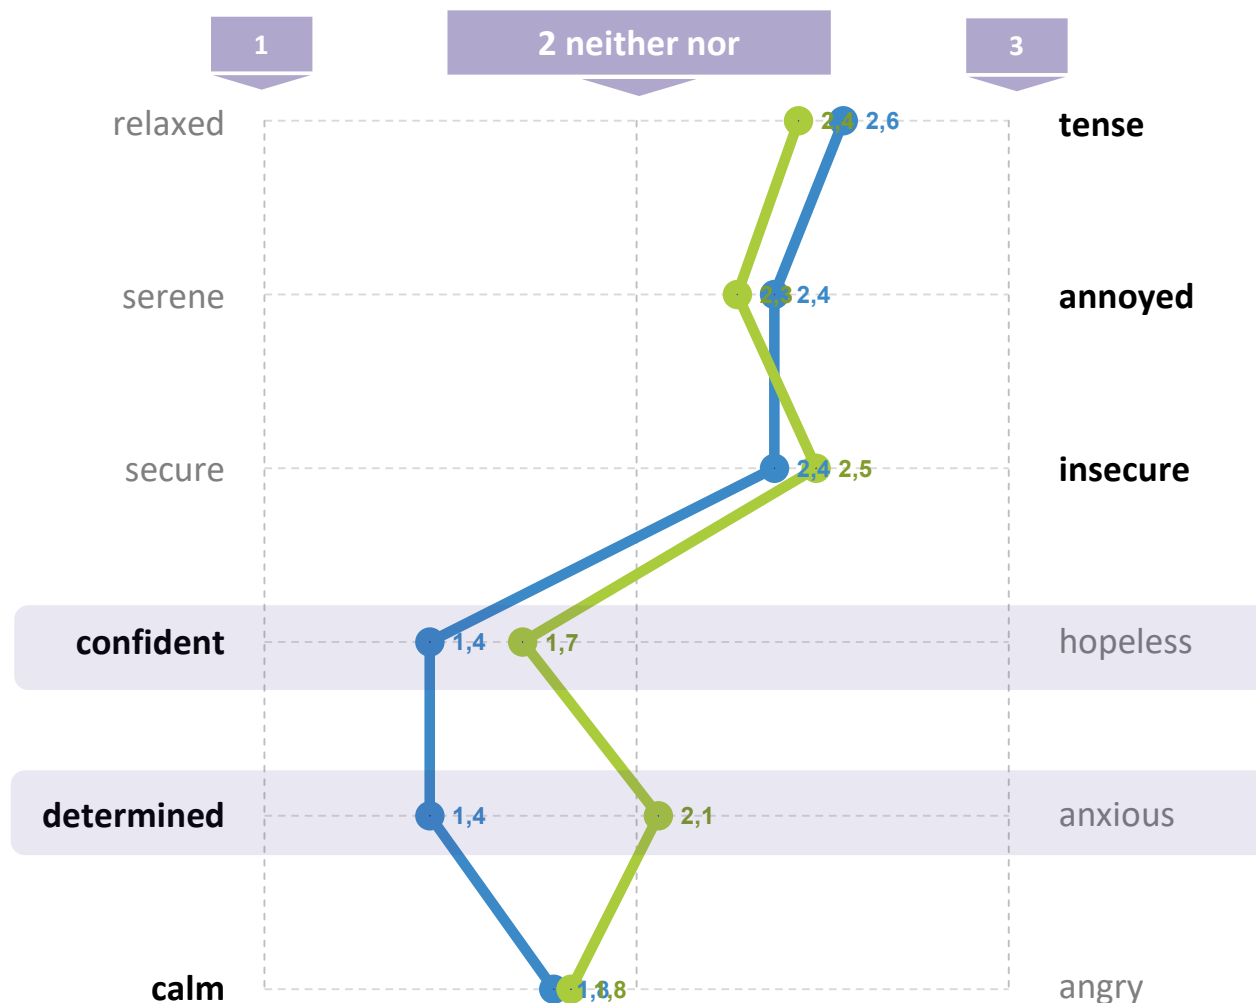 1 2 neither nor 3
relaxed 2,4 2,6 tense
serene 2,3 2,4 annoyed
secure 2,4 2,5 insecure
confident 1,4 1,7 hopeless
determined 1,4 2,1 anxious
calm 1,8 1,8 angry